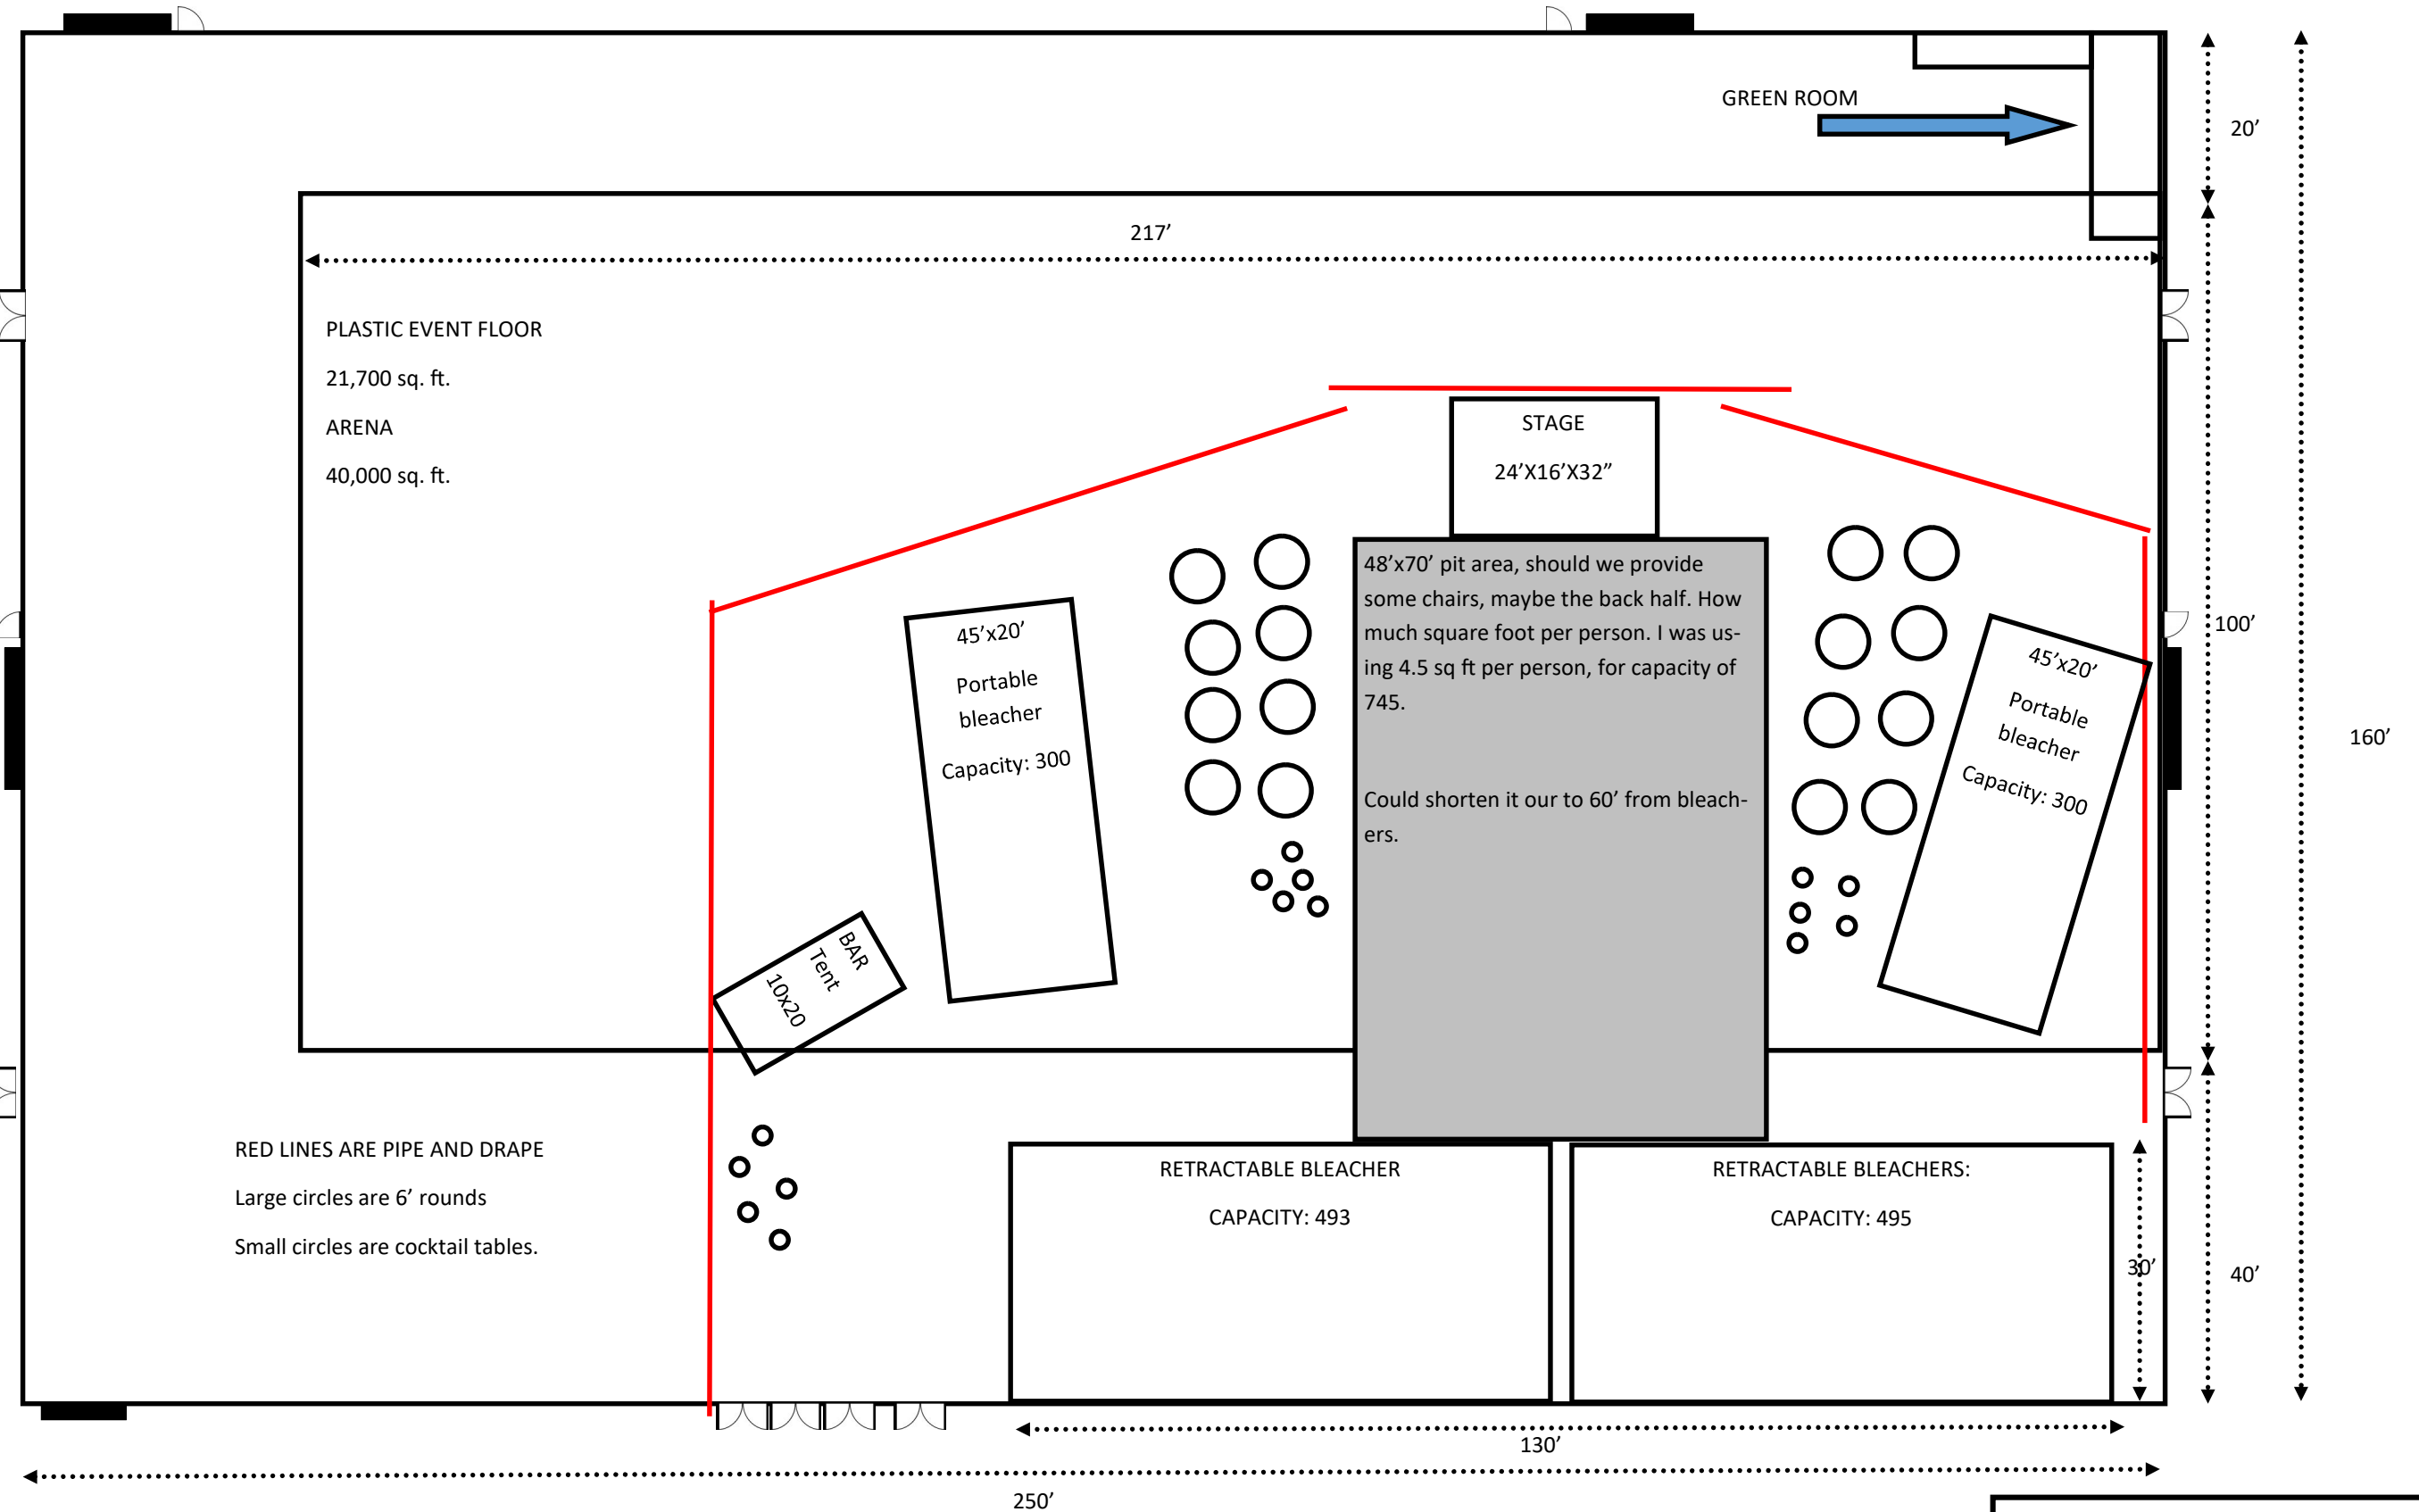 GREEN ROOM
20’
217’
PLASTIC EVENT FLOOR
21,700 sq. ft.
ARENA
40,000 sq. ft.
STAGE
24’X16’X32”
48’x70’ pit area, should we provide
some chairs, maybe the back half. How
much square foot per person. I was us-
ing 4.5 sq ft per person, for capacity of
745.
Could shorten it our to 60’ from bleach-
ers.
45’x20’
Portable
bleacher
Capacity: 300
45’x20’
Portable
bleacher
Capacity: 300
100’
160’
BAR
Tent
10x20
RED LINES ARE PIPE AND DRAPE
Large circles are 6’ rounds
Small circles are cocktail tables.
RETRACTABLE BLEACHER
CAPACITY: 493
RETRACTABLE BLEACHERS:
CAPACITY: 495
30’
40’
130’
250’